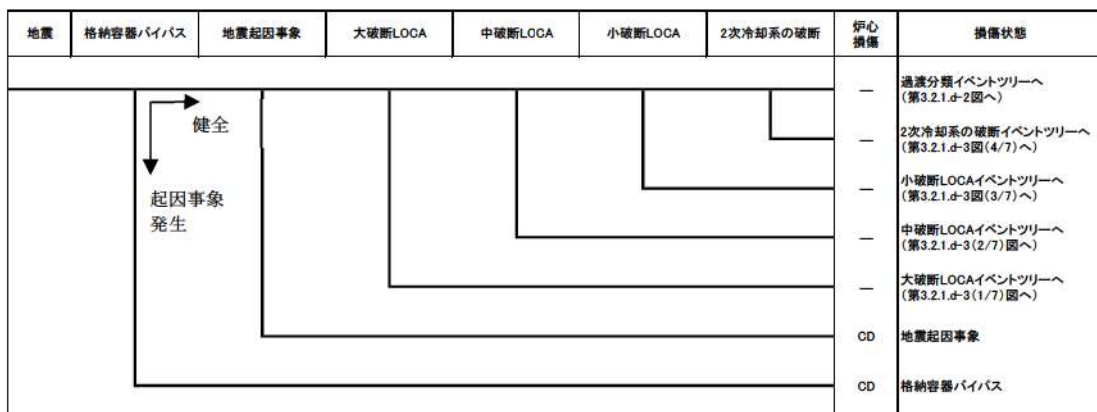 地震 格納容器バイパス 地震起因事象 大破断LOCA 中破断LOCA 小破断LOCA 2次冷却系の破断 炉心損傷 損傷状態
健全
起因事象
発生
— 過渡分類イベントツリーへ
(第3.2.1.d-2図へ)
— 2次冷却系の破断イベントツリーへ
(第3.2.1.d-3図(4/7)へ)
— 小破断LOCAイベントツリーへ
(第3.2.1.d-3図(3/7)へ)
— 中破断LOCAイベントツリーへ
(第3.2.1.d-3(2/7)図へ)
— 大破断LOCAイベントツリーへ
(第3.2.1.d-3(1/7)図へ)
CD 地震起因事象
CD 格納容器バイパス